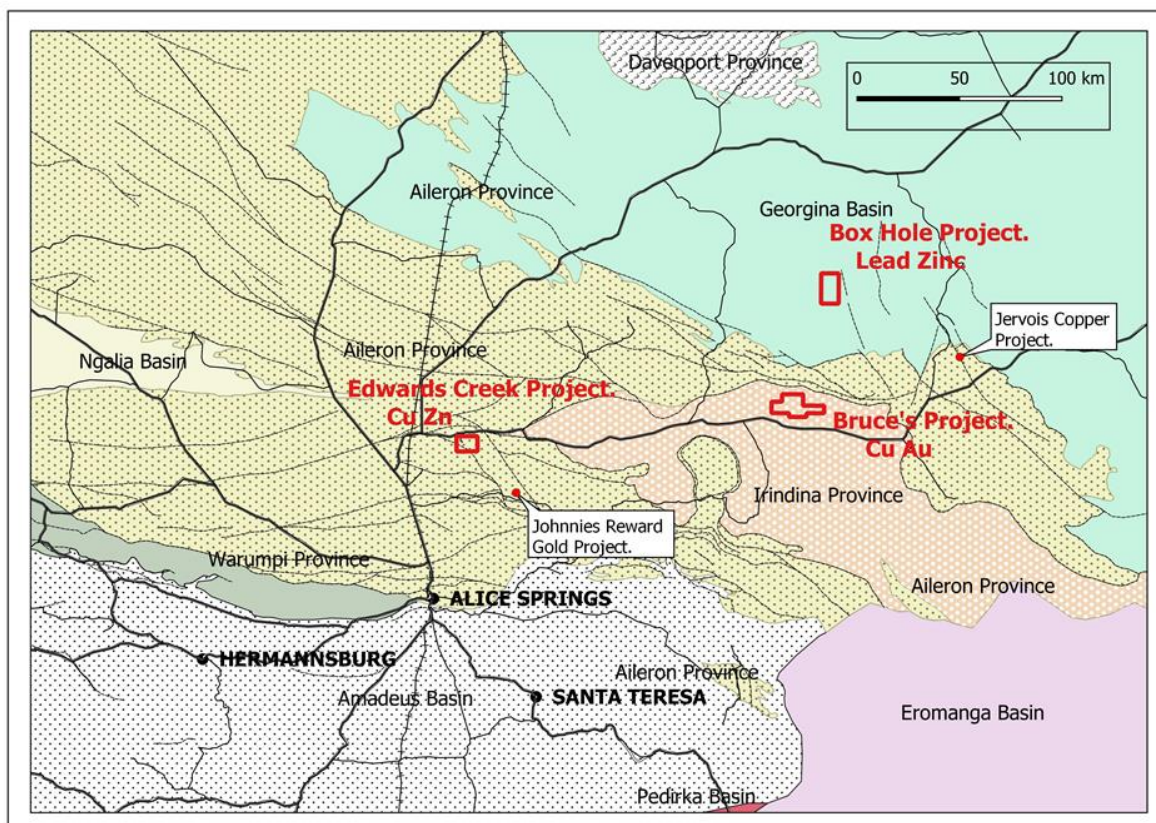 Davenport Province
0 50 100 km
Aileron Province
Georgina Basin
Box Hole Project.
Lead Zinc
Jervois Copper
Project.
Ngalia Basin
Aileron Province
Edwards Creek Project.
Cu Zn
Bruce's Project.
Cu Au
Irindina Province
Johnnies Reward
Gold Project.
Warumpi Province
Aileron Province
ALICE SPRINGS
HERMANNSBURG
Aileron Province
Amadeus Basin
SANTA TERESA
Eromanga Basin
Pedirka Basin